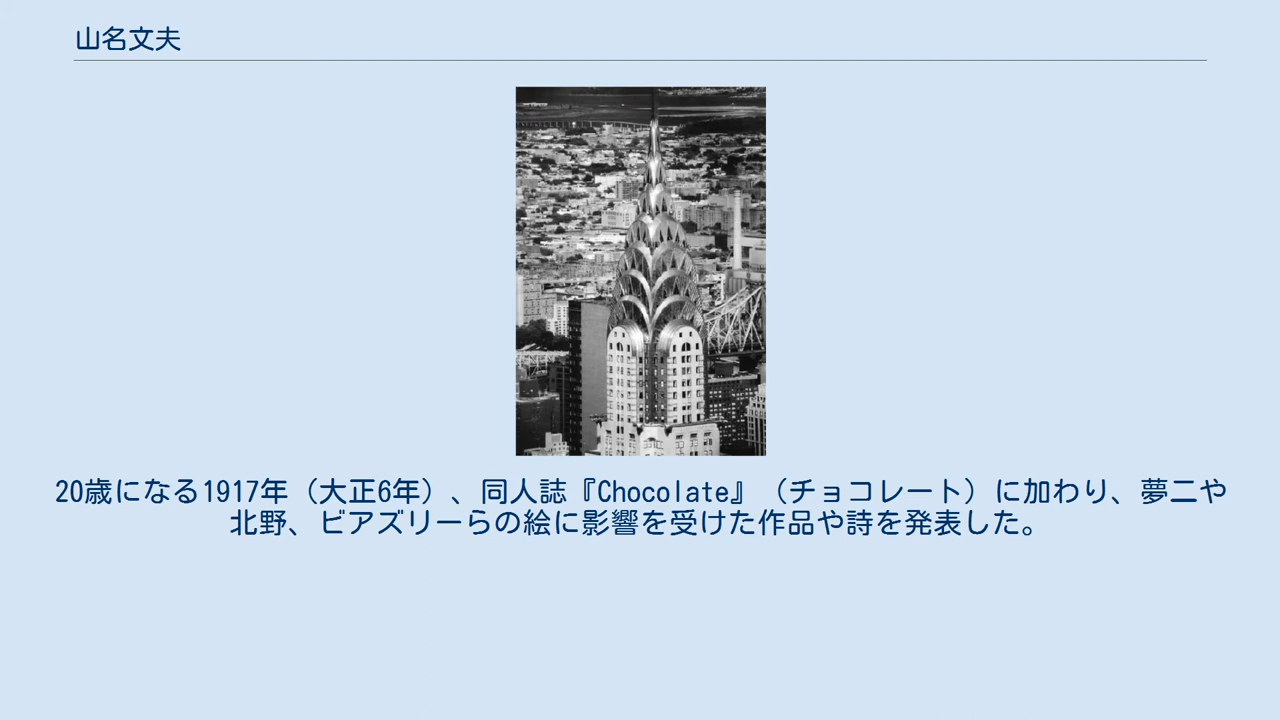 山名文夫
20歳になる1917年（大正6年）、同人誌『Chocolate』（チョコレート）に加わり、夢二や
北野、ビアズリーらの絵に影響を受けた作品や詩を発表した。